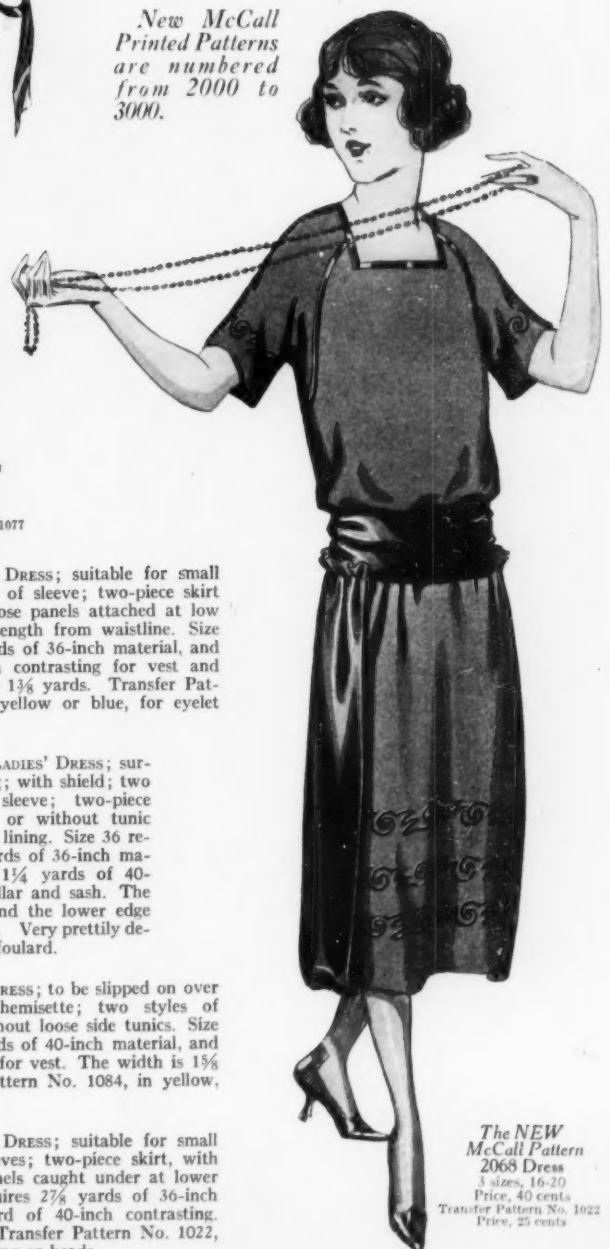 New McCall
Printed Patterns
are numbered
from 2000 to
3000.
1077
DRESS; suitable for small
of sleeve; two-piece skirt
ose panels attached at low
ength from waistline. Size
ds of 36-inch material, and
contrasting for vest and
1⅜ yards. Transfer Pat-
yellow or blue, for eyelet
ADIES' DRESS; sur-
; with shield; two
sleeve; two-piece
or without tunic
lining. Size 36 re-
rds of 36-inch ma-
1¼ yards of 40-
llar and sash. The
nd the lower edge
Very prettily de-
foulard.
RESS; to be slipped on over
hemisette; two styles of
hout loose side tunics. Size
ds of 40-inch material, and
for vest. The width is 1⅝
ttern No. 1084, in yellow,
DRESS; suitable for small
ves; two-piece skirt, with
nels caught under at lower
uires 2⅞ yards of 36-inch
rd of 40-inch contrasting.
Transfer Pattern No. 1022,
The NEW
McCall Pattern
2068 Dress
3 sizes, 16-20
Price, 40 cents
Transfer Pattern No. 1022
Price, 25 cents